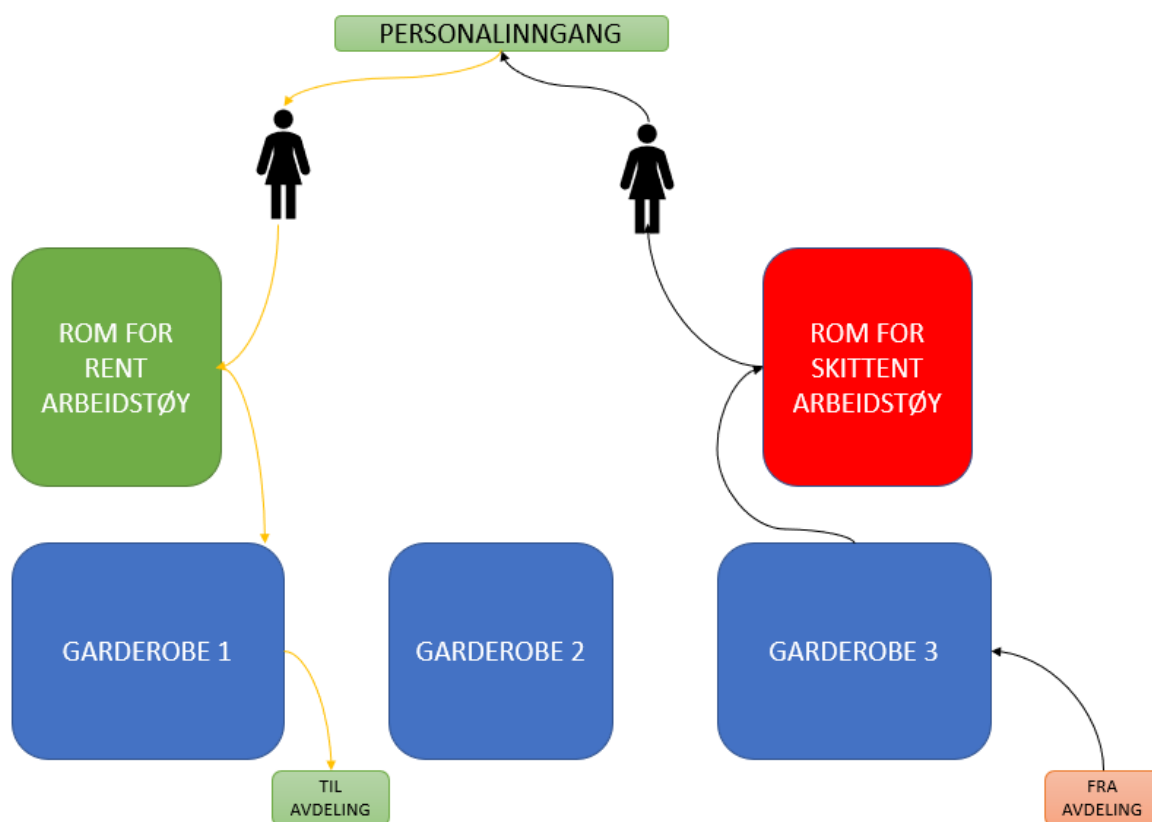 PERSONALINNGANG
ROM FOR
RENT
ARBEIDSTØY
ROM FOR
SKITTENT
ARBEIDSTØY
GARDEROBE 1
GARDEROBE 2
GARDEROBE 3
TIL
AVDELING
FRA
AVDELING